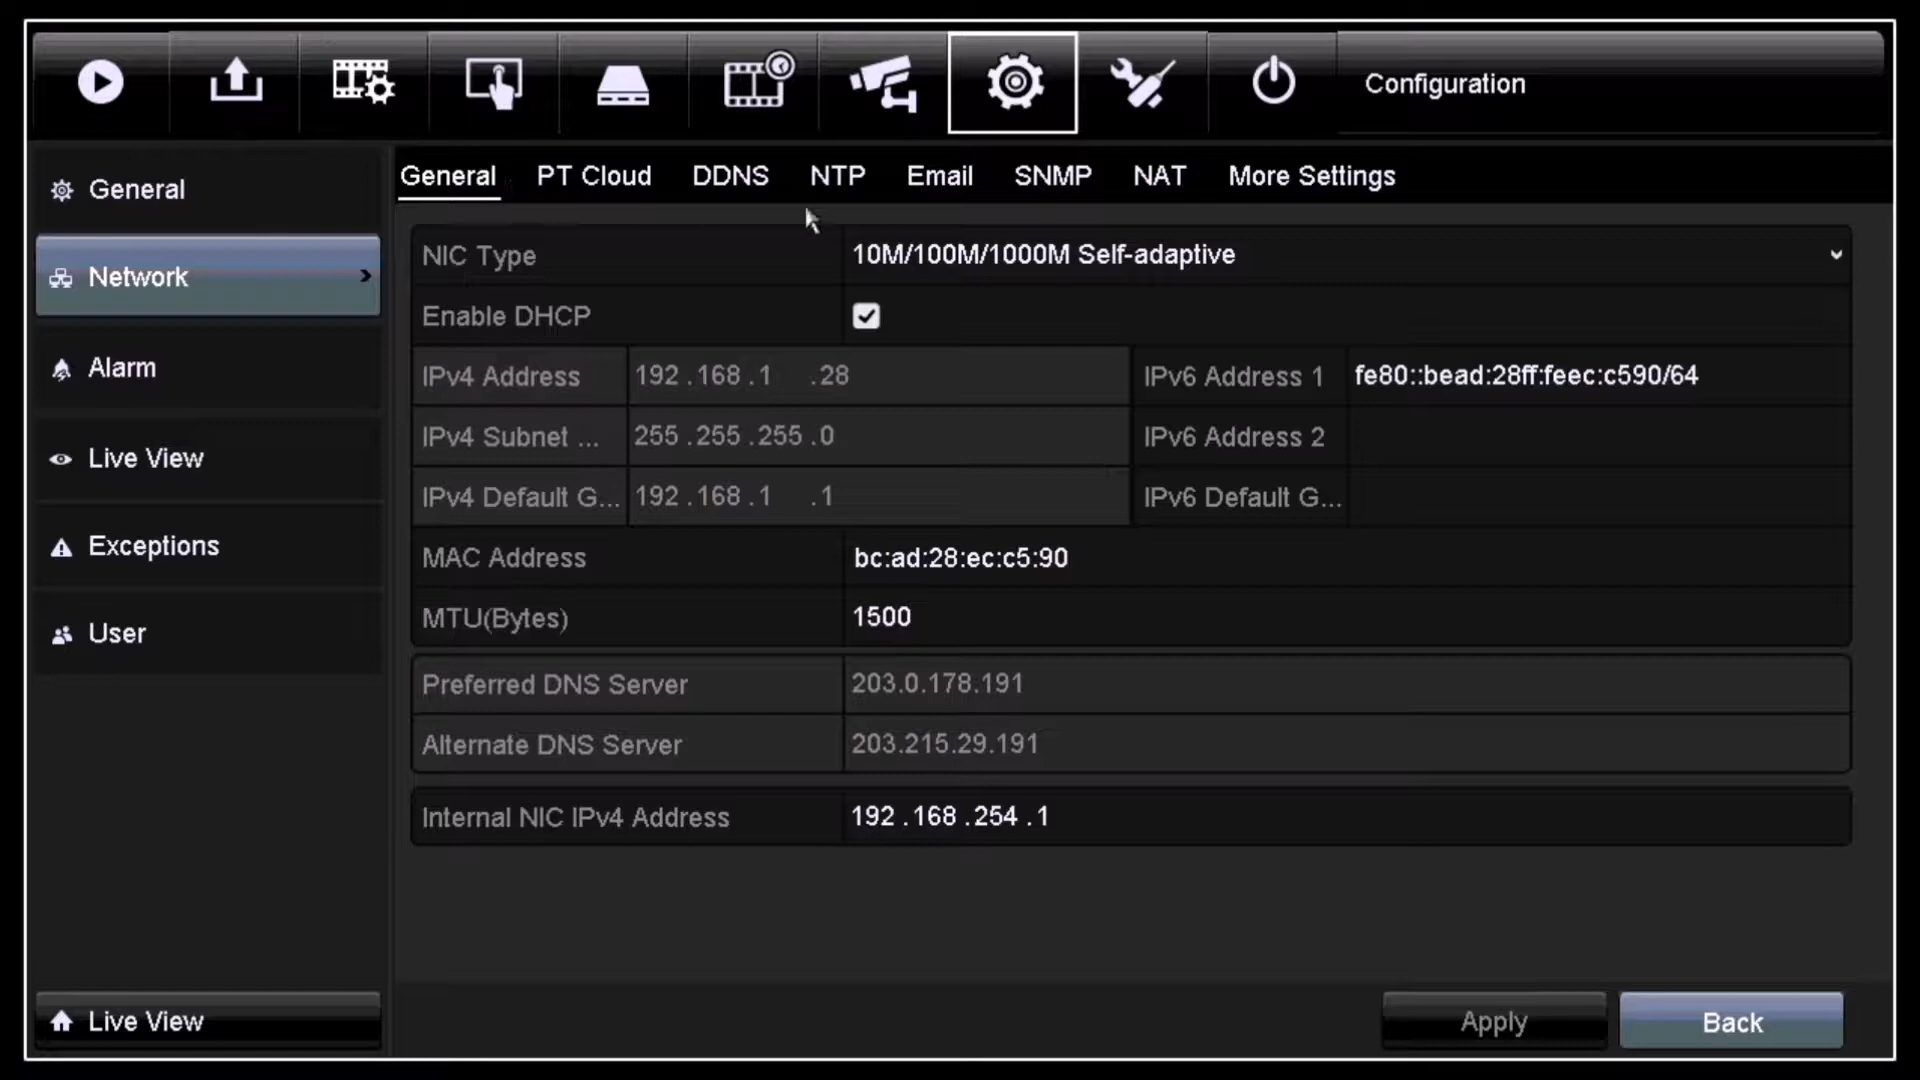 Configuration
General
Network
Alarm
Live View
Exceptions
User
Live View
General PT Cloud DDNS NTP Email SNMP NAT More Settings
NIC Type 10M/100M/1000M Self-adaptive
Enable DHCP
IPv4 Address 192 .168 .1 .28 IPv6 Address 1 fe80::bead:28ff:feec:c590/64
IPv4 Subnet ... 255 .255 .255 .0 IPv6 Address 2
IPv4 Default G... 192 .168 .1 .1 IPv6 Default G...
MAC Address bc:ad:28:ec:c5:90
MTU(Bytes) 1500
Preferred DNS Server 203.0.178.191
Alternate DNS Server 203.215.29.191
Internal NIC IPv4 Address 192 .168 .254 .1
Apply Back